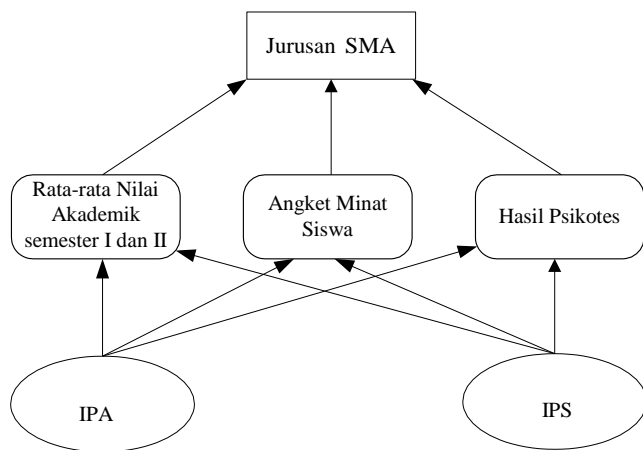 Jurusan SMA
Rata-rata Nilai
Akademik
semester I dan II
Angket Minat
Siswa
Hasil Psikotes
IPA
IPS